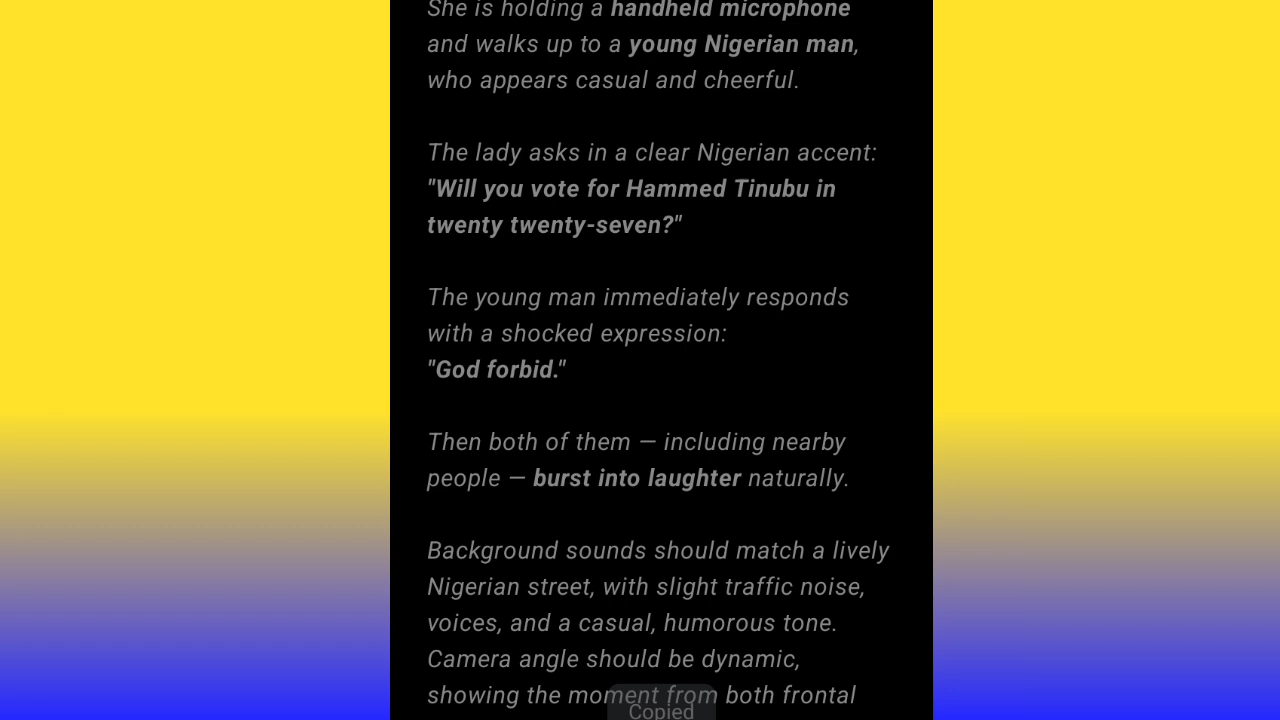 She is holding a handheld microphone
and walks up to a young Nigerian man,
who appears casual and cheerful.
The lady asks in a clear Nigerian accent:
"Will you vote for Hammed Tinubu in
twenty twenty-seven?"
The young man immediately responds
with a shocked expression:
"God forbid."
Then both of them — including nearby
people — burst into laughter naturally.
Background sounds should match a lively
Nigerian street, with slight traffic noise,
voices, and a casual, humorous tone.
Camera angle should be dynamic,
showing the moment from both frontal
Copied